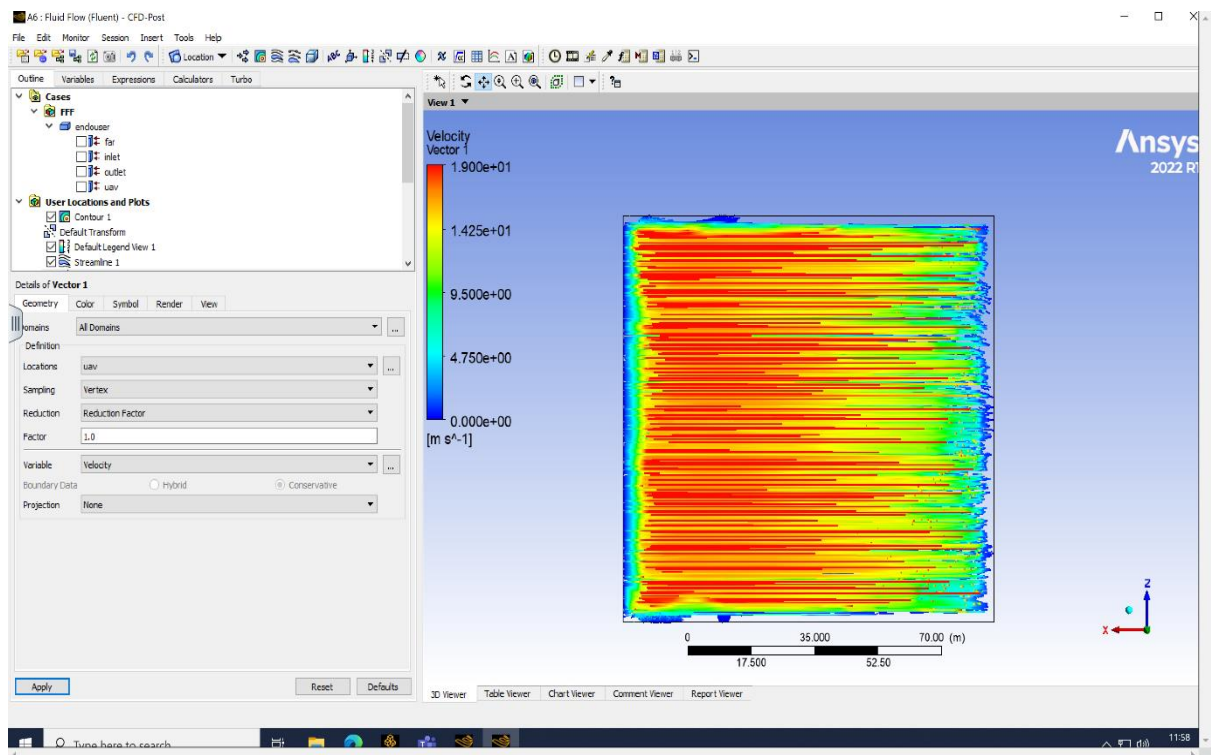 A6 : Fluid Flow (Fluent) - CFD-Post
File Edit Monitor Session Insert Tools Help
Location
Outline Variables Expressions Calculators Turbo
Cases
FFF
endouser
far
inlet
outlet
uav
User Locations and Plots
Contour 1
Default Transform
Default Legend View 1
Streamline 1
Details of Vector 1
Geometry Color Symbol Render View
omains All Domains ...
Definition
Locations uav ...
Sampling Vertex
Reduction Reduction Factor
Factor 1.0
Variable Velocity ...
Boundary Data Hybrid Conservative
Projection None
Apply Reset Defaults
View 1
Velocity
Vector 1
1.900e+01
1.425e+01
9.500e+00
4.750e+00
0.000e+00
[m s^-1]
Ansys
2022 R1
Z
X
0 35.000 70.00 (m)
17.500 52.50
3D Viewer Table Viewer Chart Viewer Comment Viewer Report Viewer
Type here to search
11:58